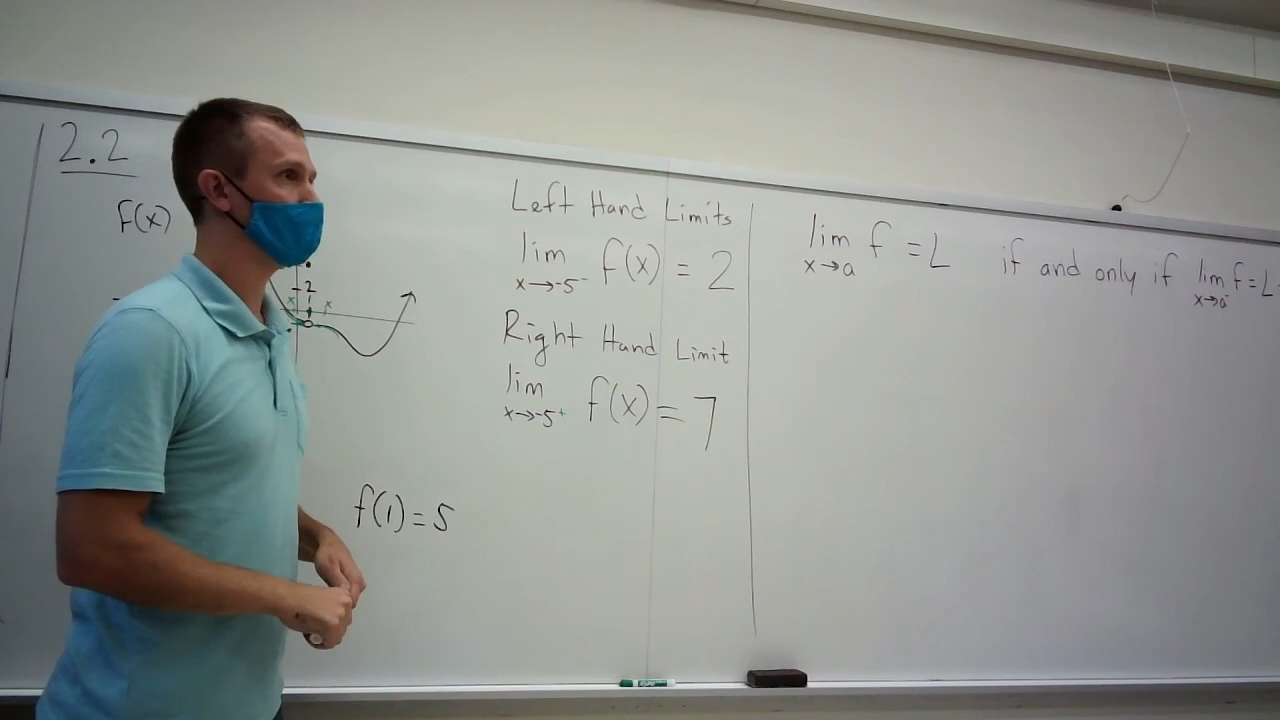 2.2
F(x)
2
f(1) = 5
Left Hand Limits
lim f(x) = 2
x→-5⁻
Right Hand Limit
lim f(x) = 7
x→-5⁺
lim f = L if and only if lim f = L
x→a x→a⁻